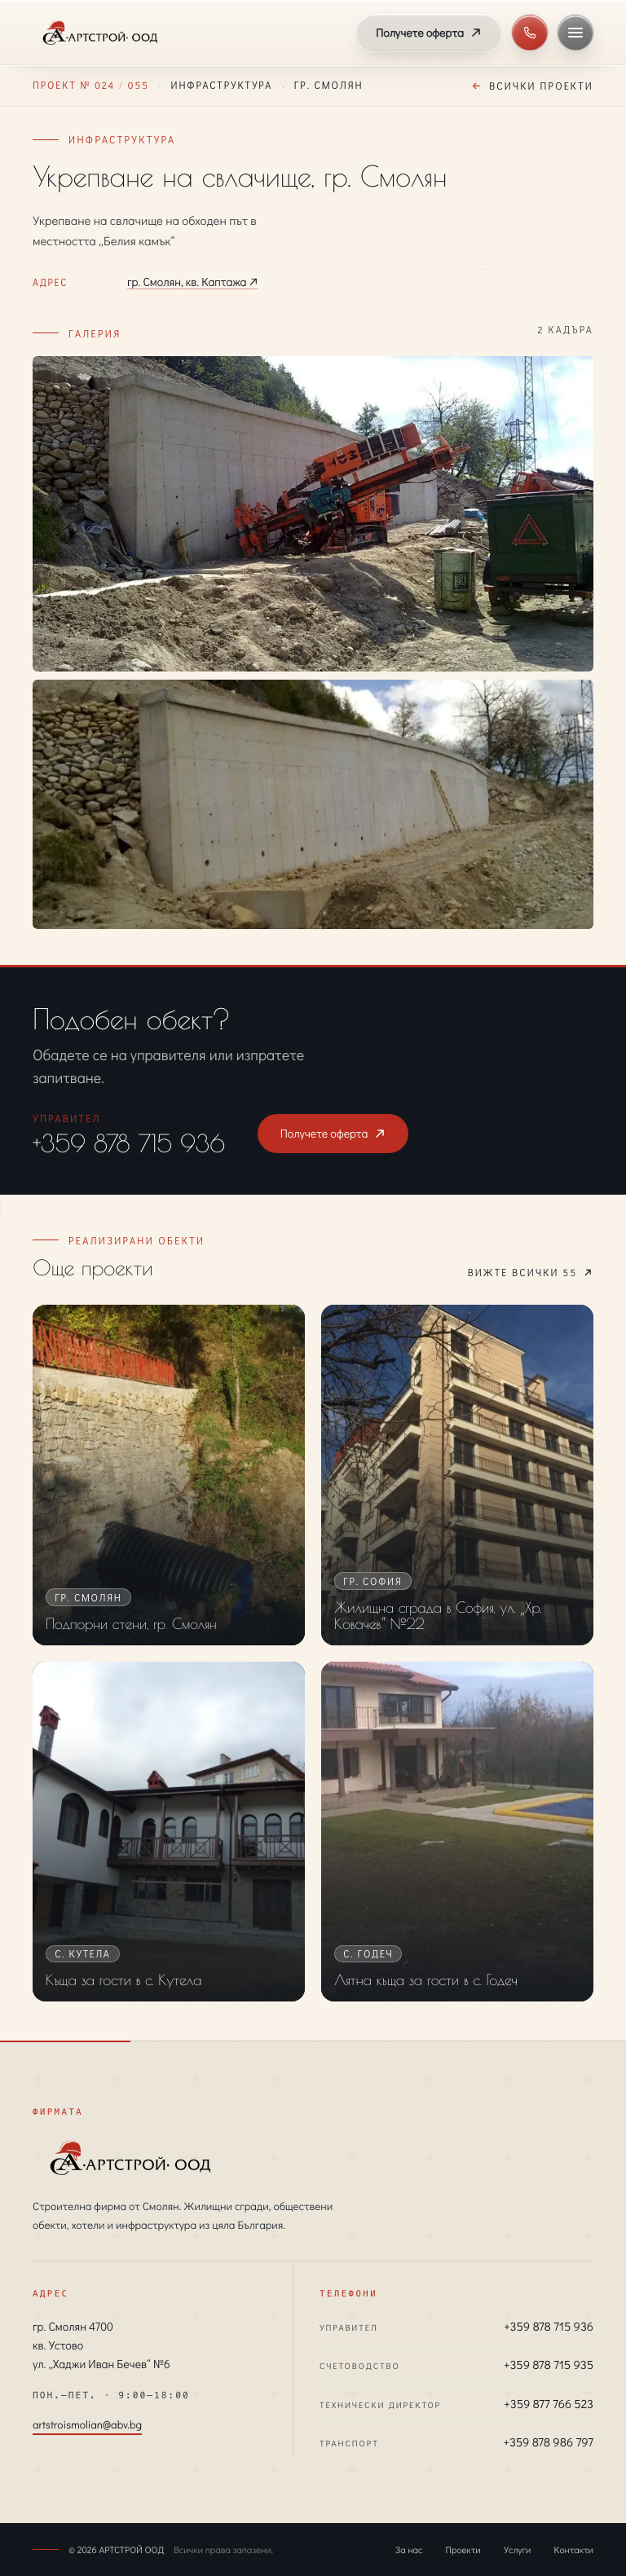 АРТСТРОЙ· ООД
Получете оферта ↗
ПРОЕКТ № 024 / 055 · ИНФРАСТРУКТУРА · ГР. СМОЛЯН
← ВСИЧКИ ПРОЕКТИ
ИНФРАСТРУКТУРА
Укрепване на свлачище, гр. Смолян
Укрепване на свлачище на обходен път в
местността „Белия камък“
АДРЕС
гр. Смолян, кв. Каптажа ↗
ГАЛЕРИЯ
2 КАДЪРА
Подобен обект?
Обадете се на управителя или изпратете
запитване.
УПРАВИТЕЛ
+359 878 715 936
Получете оферта ↗
РЕАЛИЗИРАНИ ОБЕКТИ
Още проекти
ВИЖТЕ ВСИЧКИ 55 ↗
ГР. СМОЛЯН
Подпорни стени, гр. Смолян
ГР. СОФИЯ
Жилищна сграда в София, ул. „Хр.
Ковачев“ №22
С. КУТЕЛА
Къща за гости в с. Кутела
С. ГОДЕЧ
Лятна къща за гости в с. Годеч
ФИРМАТА
АРТСТРОЙ· ООД
Строителна фирма от Смолян. Жилищни сгради, обществени
обекти, хотели и инфраструктура из цяла България.
АДРЕС
гр. Смолян 4700
кв. Устово
ул. „Хаджи Иван Бечев“ №6
ПОН.—ПЕТ. · 9:00—18:00
artstroismolian@abv.bg
ТЕЛЕФОНИ
УПРАВИТЕЛ +359 878 715 936
СЧЕТОВОДСТВО +359 878 715 935
ТЕХНИЧЕСКИ ДИРЕКТОР +359 877 766 523
ТРАНСПОРТ +359 878 986 797
© 2026 АРТСТРОЙ ООД Всички права запазени.
За нас Проекти Услуги Контакти